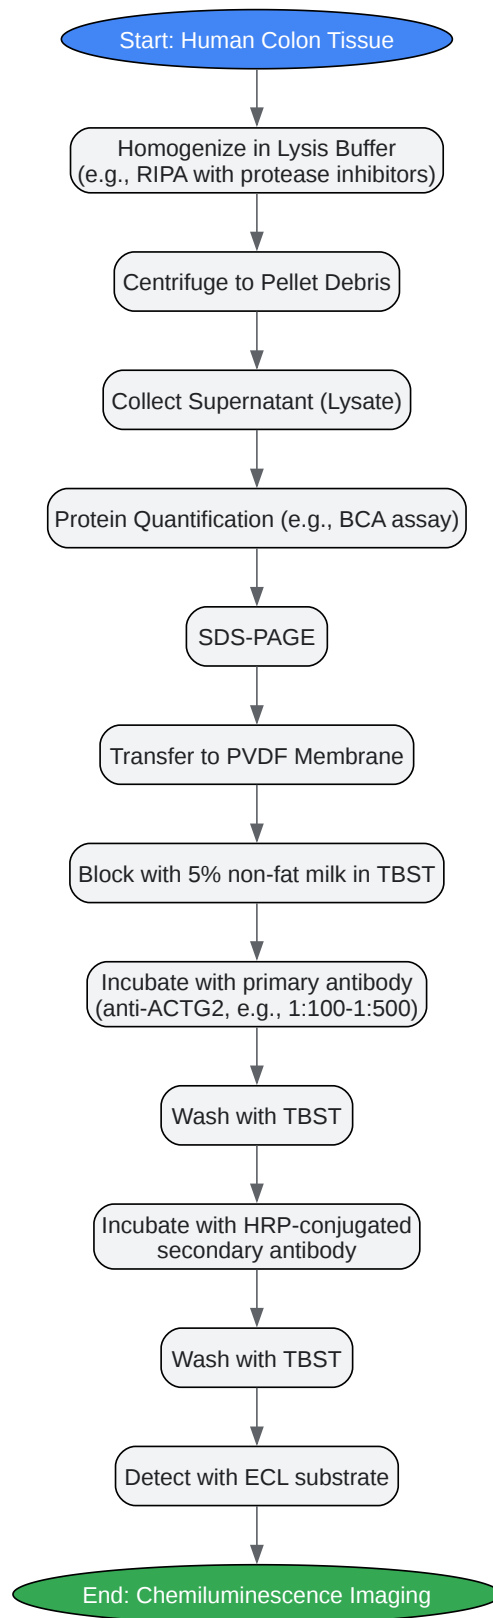 Start: Human Colon Tissue
Homogenize in Lysis Buffer
(e.g., RIPA with protease inhibitors)
Centrifuge to Pellet Debris
Collect Supernatant (Lysate)
Protein Quantification (e.g., BCA assay)
SDS-PAGE
Transfer to PVDF Membrane
Block with 5% non-fat milk in TBST
Incubate with primary antibody
(anti-ACTG2, e.g., 1:100-1:500)
Wash with TBST
Incubate with HRP-conjugated
secondary antibody
Wash with TBST
Detect with ECL substrate
End: Chemiluminescence Imaging